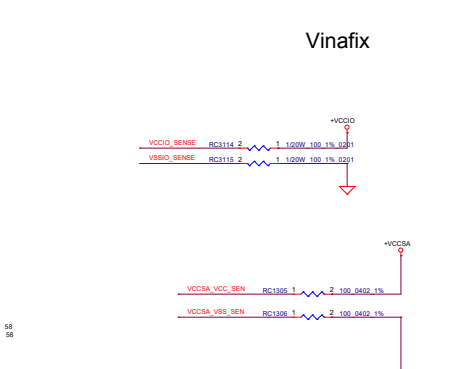 Vinafix
+VCCIO
VCCIO_SENSE RC3114 2 1 1/20W_100_1%_0201
VSSIO_SENSE RC3115 2 1 1/20W_100_1%_0201
+VCCSA
VCCSA_VCC_SEN RC1305 1 2 100_0402_1%
VCCSA_VSS_SEN RC1306 1 2 100_0402_1%
58
58